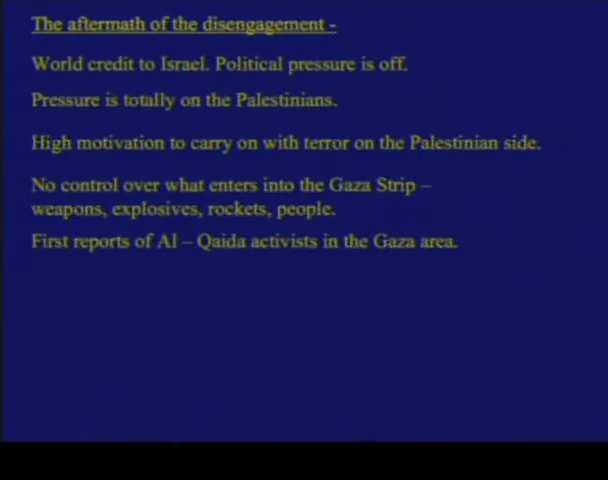 The aftermath of the disengagement -
World credit to Israel. Political pressure is off.
Pressure is totally on the Palestinians.
High motivation to carry on with terror on the Palestinian side.
No control over what enters into the Gaza Strip –
weapons, explosives, rockets, people.
First reports of Al – Qaida activists in the Gaza area.